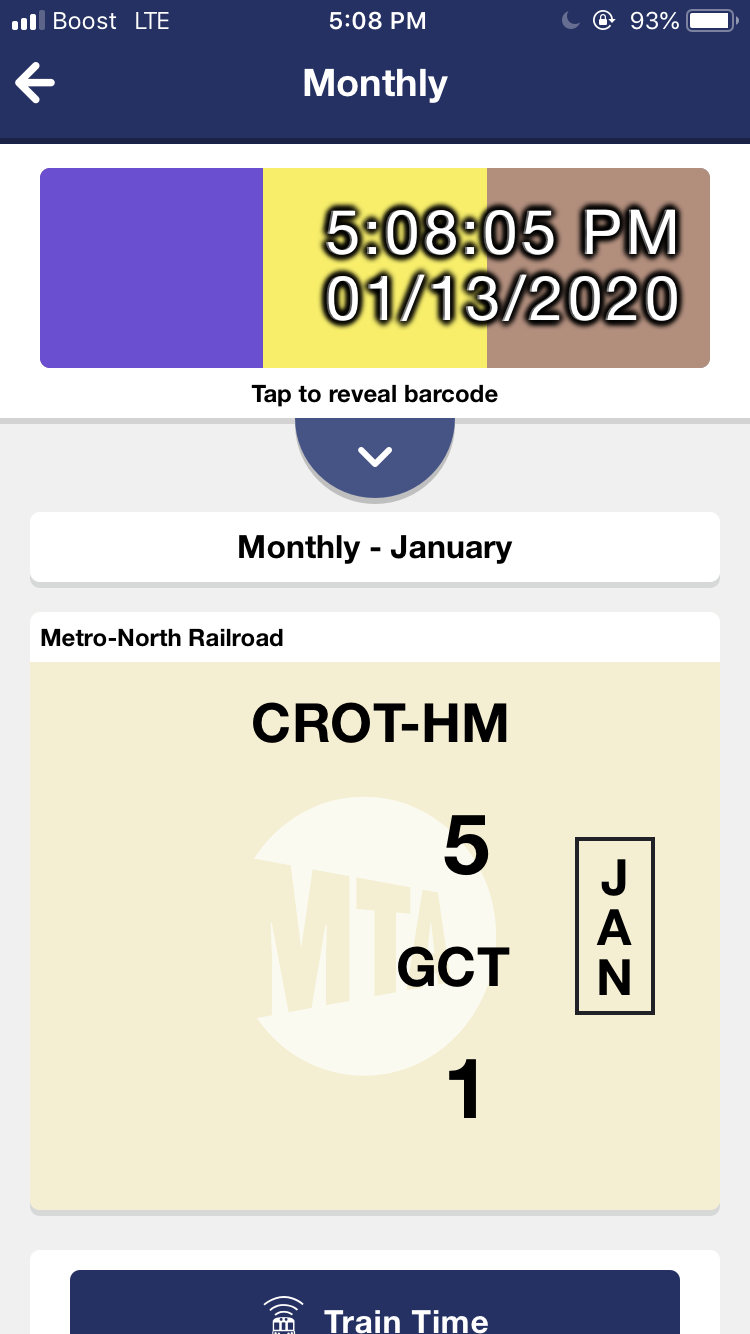 Boost LTE 5:08 PM 93%
Monthly
5:08:05 PM
01/13/2020
Tap to reveal barcode
Monthly - January
Metro-North Railroad
CROT-HM
5
GCT
1
MTA
J
A
N
Train Time